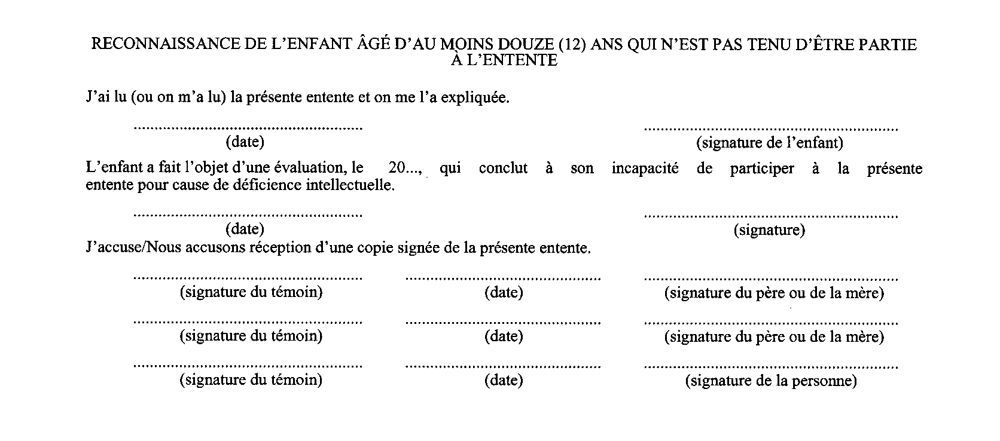 RECONNAISSANCE DE L’ENFANT ÂGÉ D’AU MOINS DOUZE (12) ANS QUI N’EST PAS TENU D’ÊTRE PARTIE
À L’ENTENTE
J’ai lu (ou on m’a lu) la présente entente et on me l’a expliquée.
....................................................... .............................................................
(date) (signature de l’enfant)
L’enfant a fait l’objet d’une évaluation, le 20..., qui conclut à son incapacité de participer à la présente
entente pour cause de déficience intellectuelle.
....................................................... .............................................................
(date) (signature)
J’accuse/Nous accusons réception d’une copie signée de la présente entente.
....................................................... ............................................... .............................................................
(signature du témoin) (date) (signature du père ou de la mère)
....................................................... ............................................... .............................................................
(signature du témoin) (date) (signature du père ou de la mère)
....................................................... ............................................... .............................................................
(signature du témoin) (date) (signature de la personne)